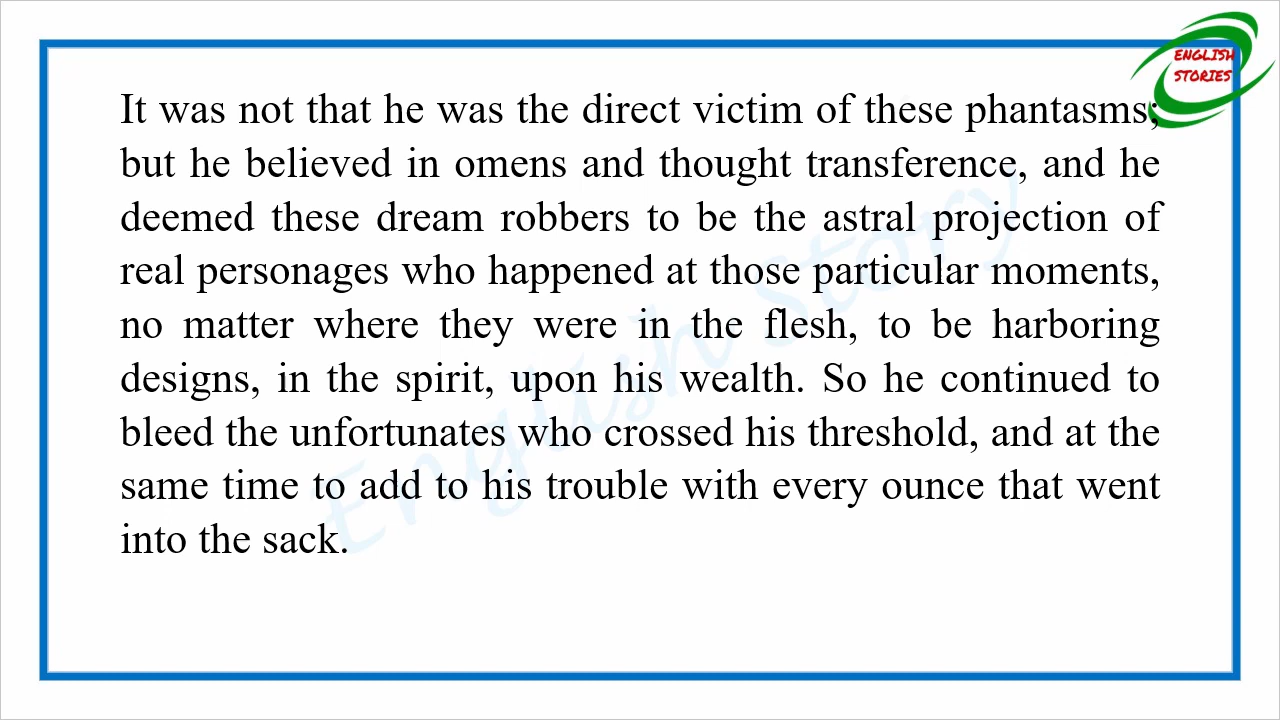 ENGLISH
STORIES
It was not that he was the direct victim of these phantasms;
but he believed in omens and thought transference, and he
deemed these dream robbers to be the astral projection of
real personages who happened at those particular moments,
no matter where they were in the flesh, to be harboring
designs, in the spirit, upon his wealth. So he continued to
bleed the unfortunates who crossed his threshold, and at the
same time to add to his trouble with every ounce that went
into the sack.
English Story